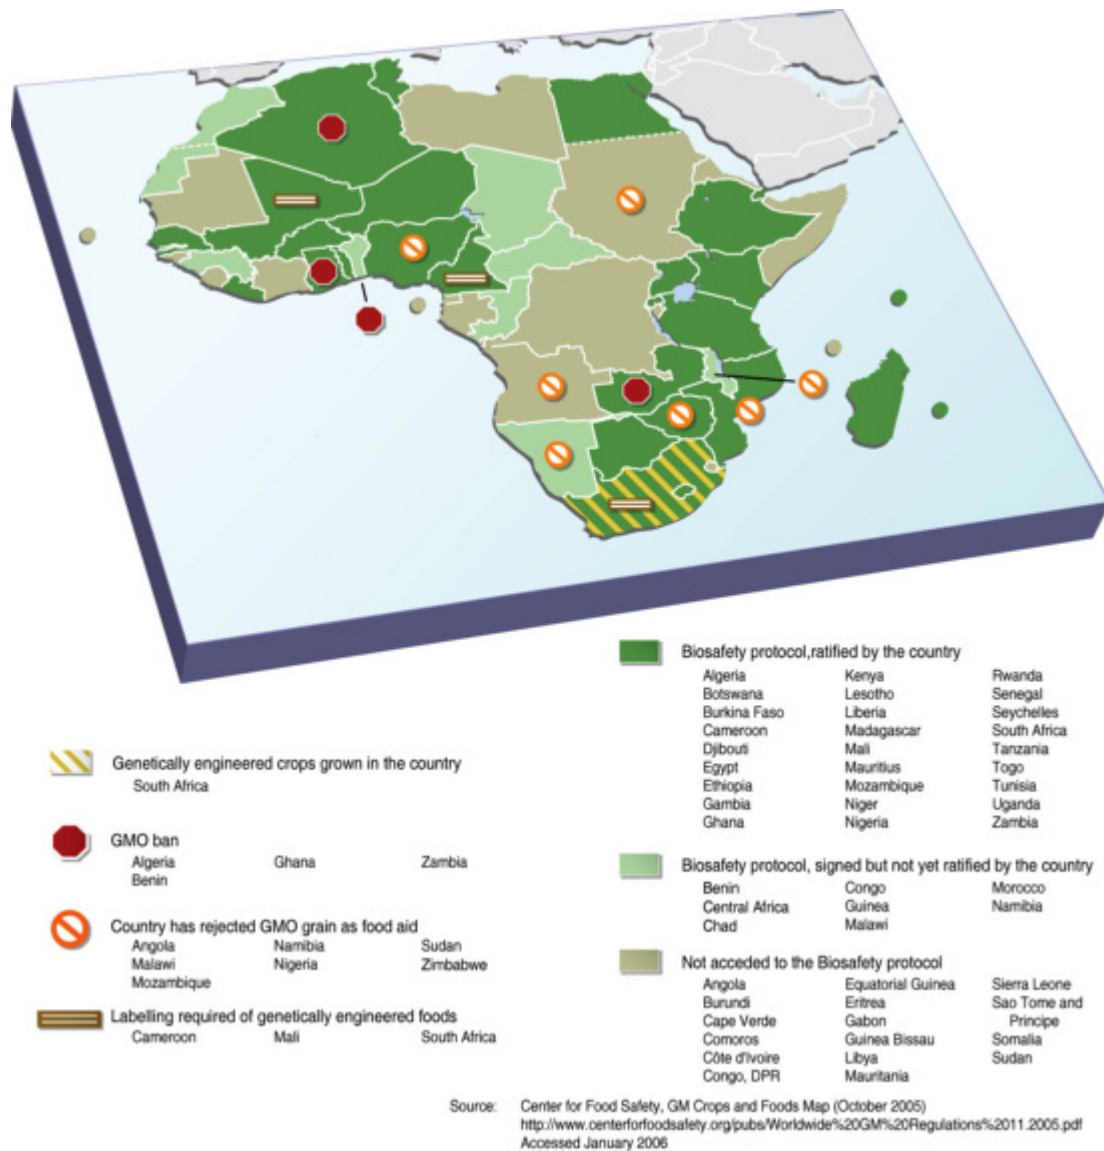 Genetically engineered crops grown in the country
South Africa
GMO ban
Algeria Ghana Zambia
Benin
Country has rejected GMO grain as food aid
Angola Namibia Sudan
Malawi Nigeria Zimbabwe
Mozambique
Labelling required of genetically engineered foods
Cameroon Mali South Africa
Biosafety protocol,ratified by the country
Algeria Kenya Rwanda
Botswana Lesotho Senegal
Burkina Faso Liberia Seychelles
Cameroon Madagascar South Africa
Djibouti Mali Tanzania
Egypt Mauritius Togo
Ethiopia Mozambique Tunisia
Gambia Niger Uganda
Ghana Nigeria Zambia
Biosafety protocol, signed but not yet ratified by the country
Benin Congo Morocco
Central Africa Guinea Namibia
Chad Malawi
Not acceded to the Biosafety protocol
Angola Equatorial Guinea Sierra Leone
Burundi Eritrea Sao Tome and
Cape Verde Gabon Principe
Comoros Guinea Bissau Somalia
Côte d'Ivoire Libya Sudan
Congo, DPR Mauritania
Source: Center for Food Safety, GM Crops and Foods Map (October 2005)
http://www.centerforfoodsafety.org/pubs/Worldwide%20GM%20Regulations%2011.2005.pdf
Accessed January 2006